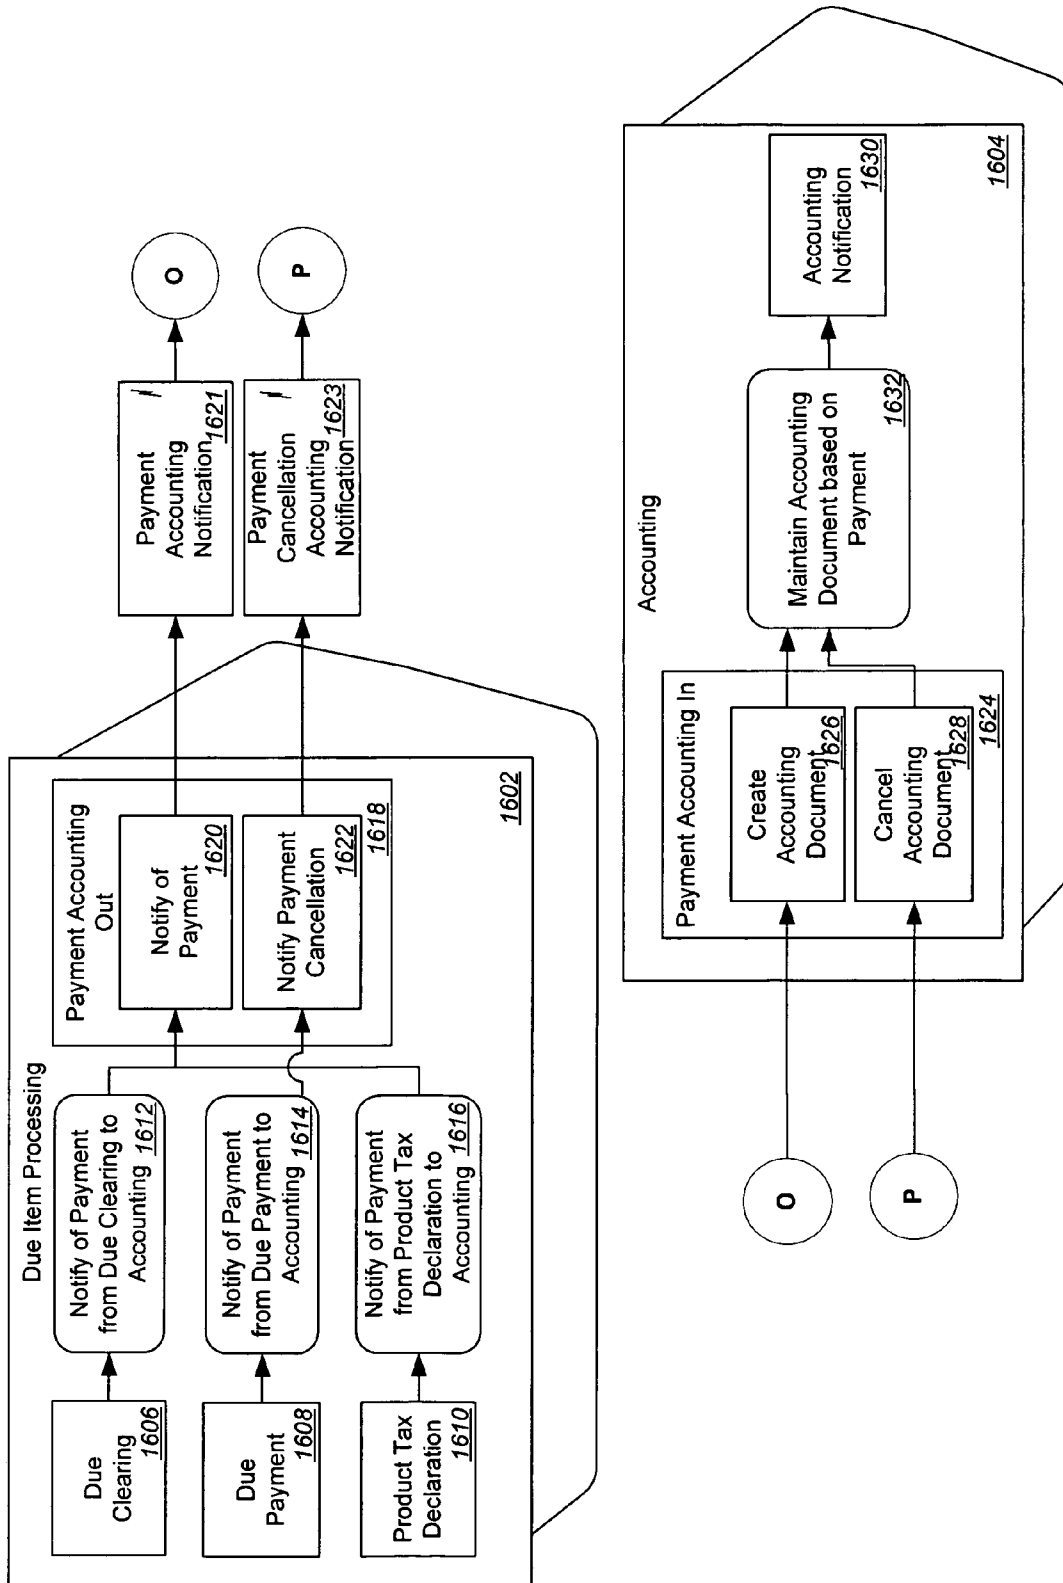 Due Item Processing
Due
Clearing
1606
Notify of Payment
from Due Clearing to
Accounting 1612
Due
Payment
1608
Notify of Payment
from Due Payment to
Accounting
1614
Product Tax
Declaration
1610
Notify of Payment
from Product Tax
Declaration to
Accounting
1616
Payment Accounting
Out
Notify of
Payment
1620
Notify Payment
Cancellation
1622
1618
1602
Payment
Accounting
Notification
1621
Payment
Cancellation
Accounting
Notification
1623
O
P
O
P
Accounting
Payment Accounting In
Create
Accounting
Document
1626
Cancel
Accounting
Document
1628
1624
Maintain Accounting
Document based on
Payment
1632
Accounting
Notification
1630
1604